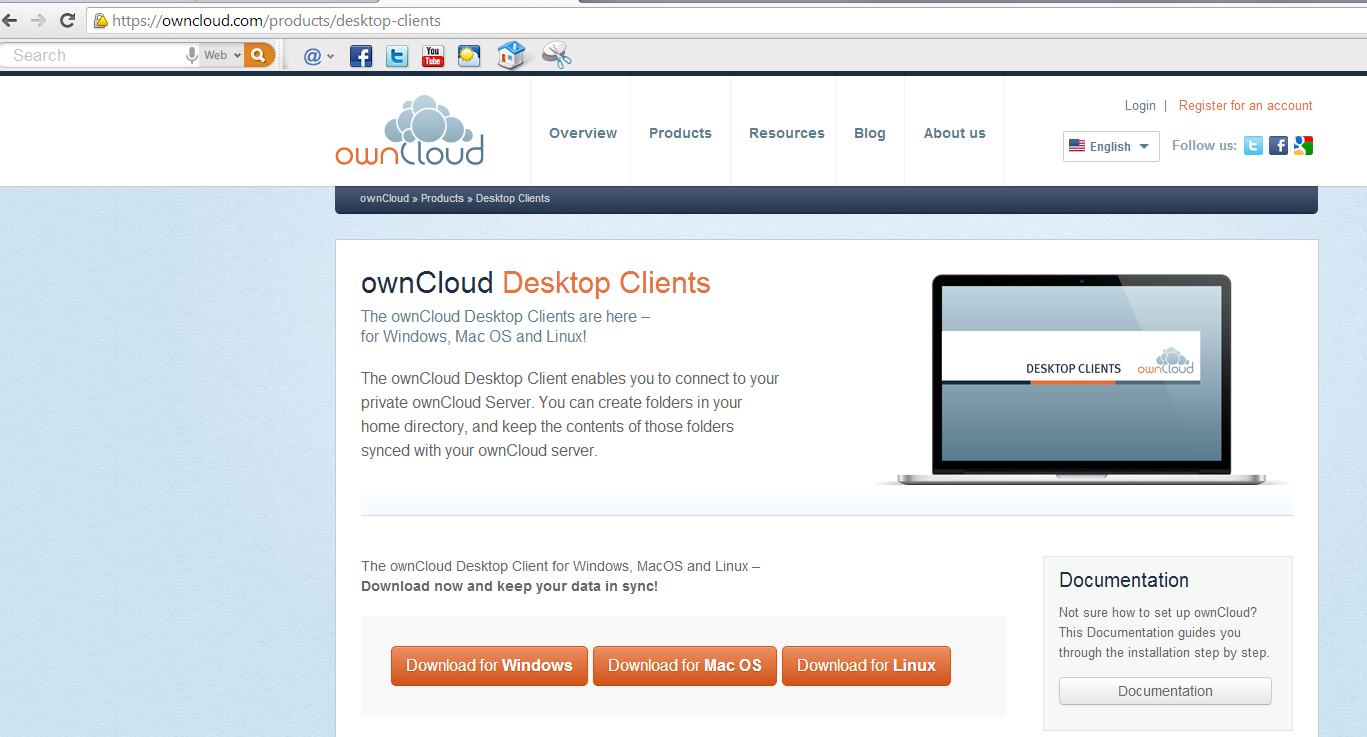 https://owncloud.com/products/desktop-clients
Search
Web
@
You
Tube
Login | Register for an account
ownCloud
Overview
Products
Resources
Blog
About us
English
Follow us:
ownCloud » Products » Desktop Clients
ownCloud Desktop Clients
The ownCloud Desktop Clients are here –
for Windows, Mac OS and Linux!
The ownCloud Desktop Client enables you to connect to your
private ownCloud Server. You can create folders in your
home directory, and keep the contents of those folders
synced with your ownCloud server.
DESKTOP CLIENTS
ownCloud
The ownCloud Desktop Client for Windows, MacOS and Linux –
Download now and keep your data in sync!
Download for Windows
Download for Mac OS
Download for Linux
Documentation
Not sure how to set up ownCloud?
This Documentation guides you
through the installation step by step.
Documentation